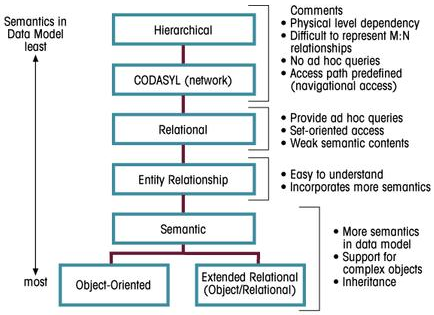 Semantics in
Data Model
least
most
Hierarchical
CODASYL (network)
Relational
Entity Relationship
Semantic
Object-Oriented
Extended Relational
(Object/Relational)
Comments
• Physical level dependency
• Difficult to represent M:N
relationships
• No ad hoc queries
• Access path predefined
(navigational access)
• Provide ad hoc queries
• Set-oriented access
• Weak semantic contents
• Easy to understand
• Incorporates more semantics
• More semantics
in data model
• Support for
complex objects
• Inheritance